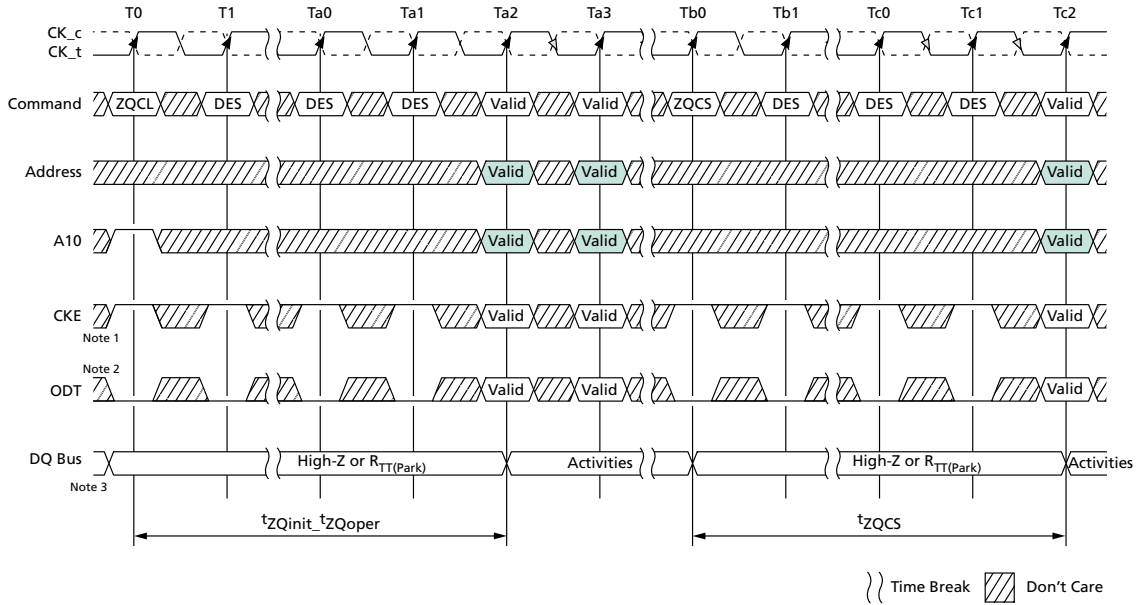 T0 T1 Ta0 Ta1 Ta2 Ta3 Tb0 Tb1 Tc0 Tc1 Tc2
CK_c
CK_t
Command ZQCL DES DES DES Valid Valid ZQCS DES DES DES Valid
Address Valid Valid Valid
A10 Valid Valid Valid
CKE Valid Valid Valid
Note 1
Note 2
ODT Valid Valid Valid
DQ Bus High-Z or RTT(Park) Activities High-Z or RTT(Park) Activities
Note 3
tZQinit_tZQoper tZQCS
Time Break Don't Care